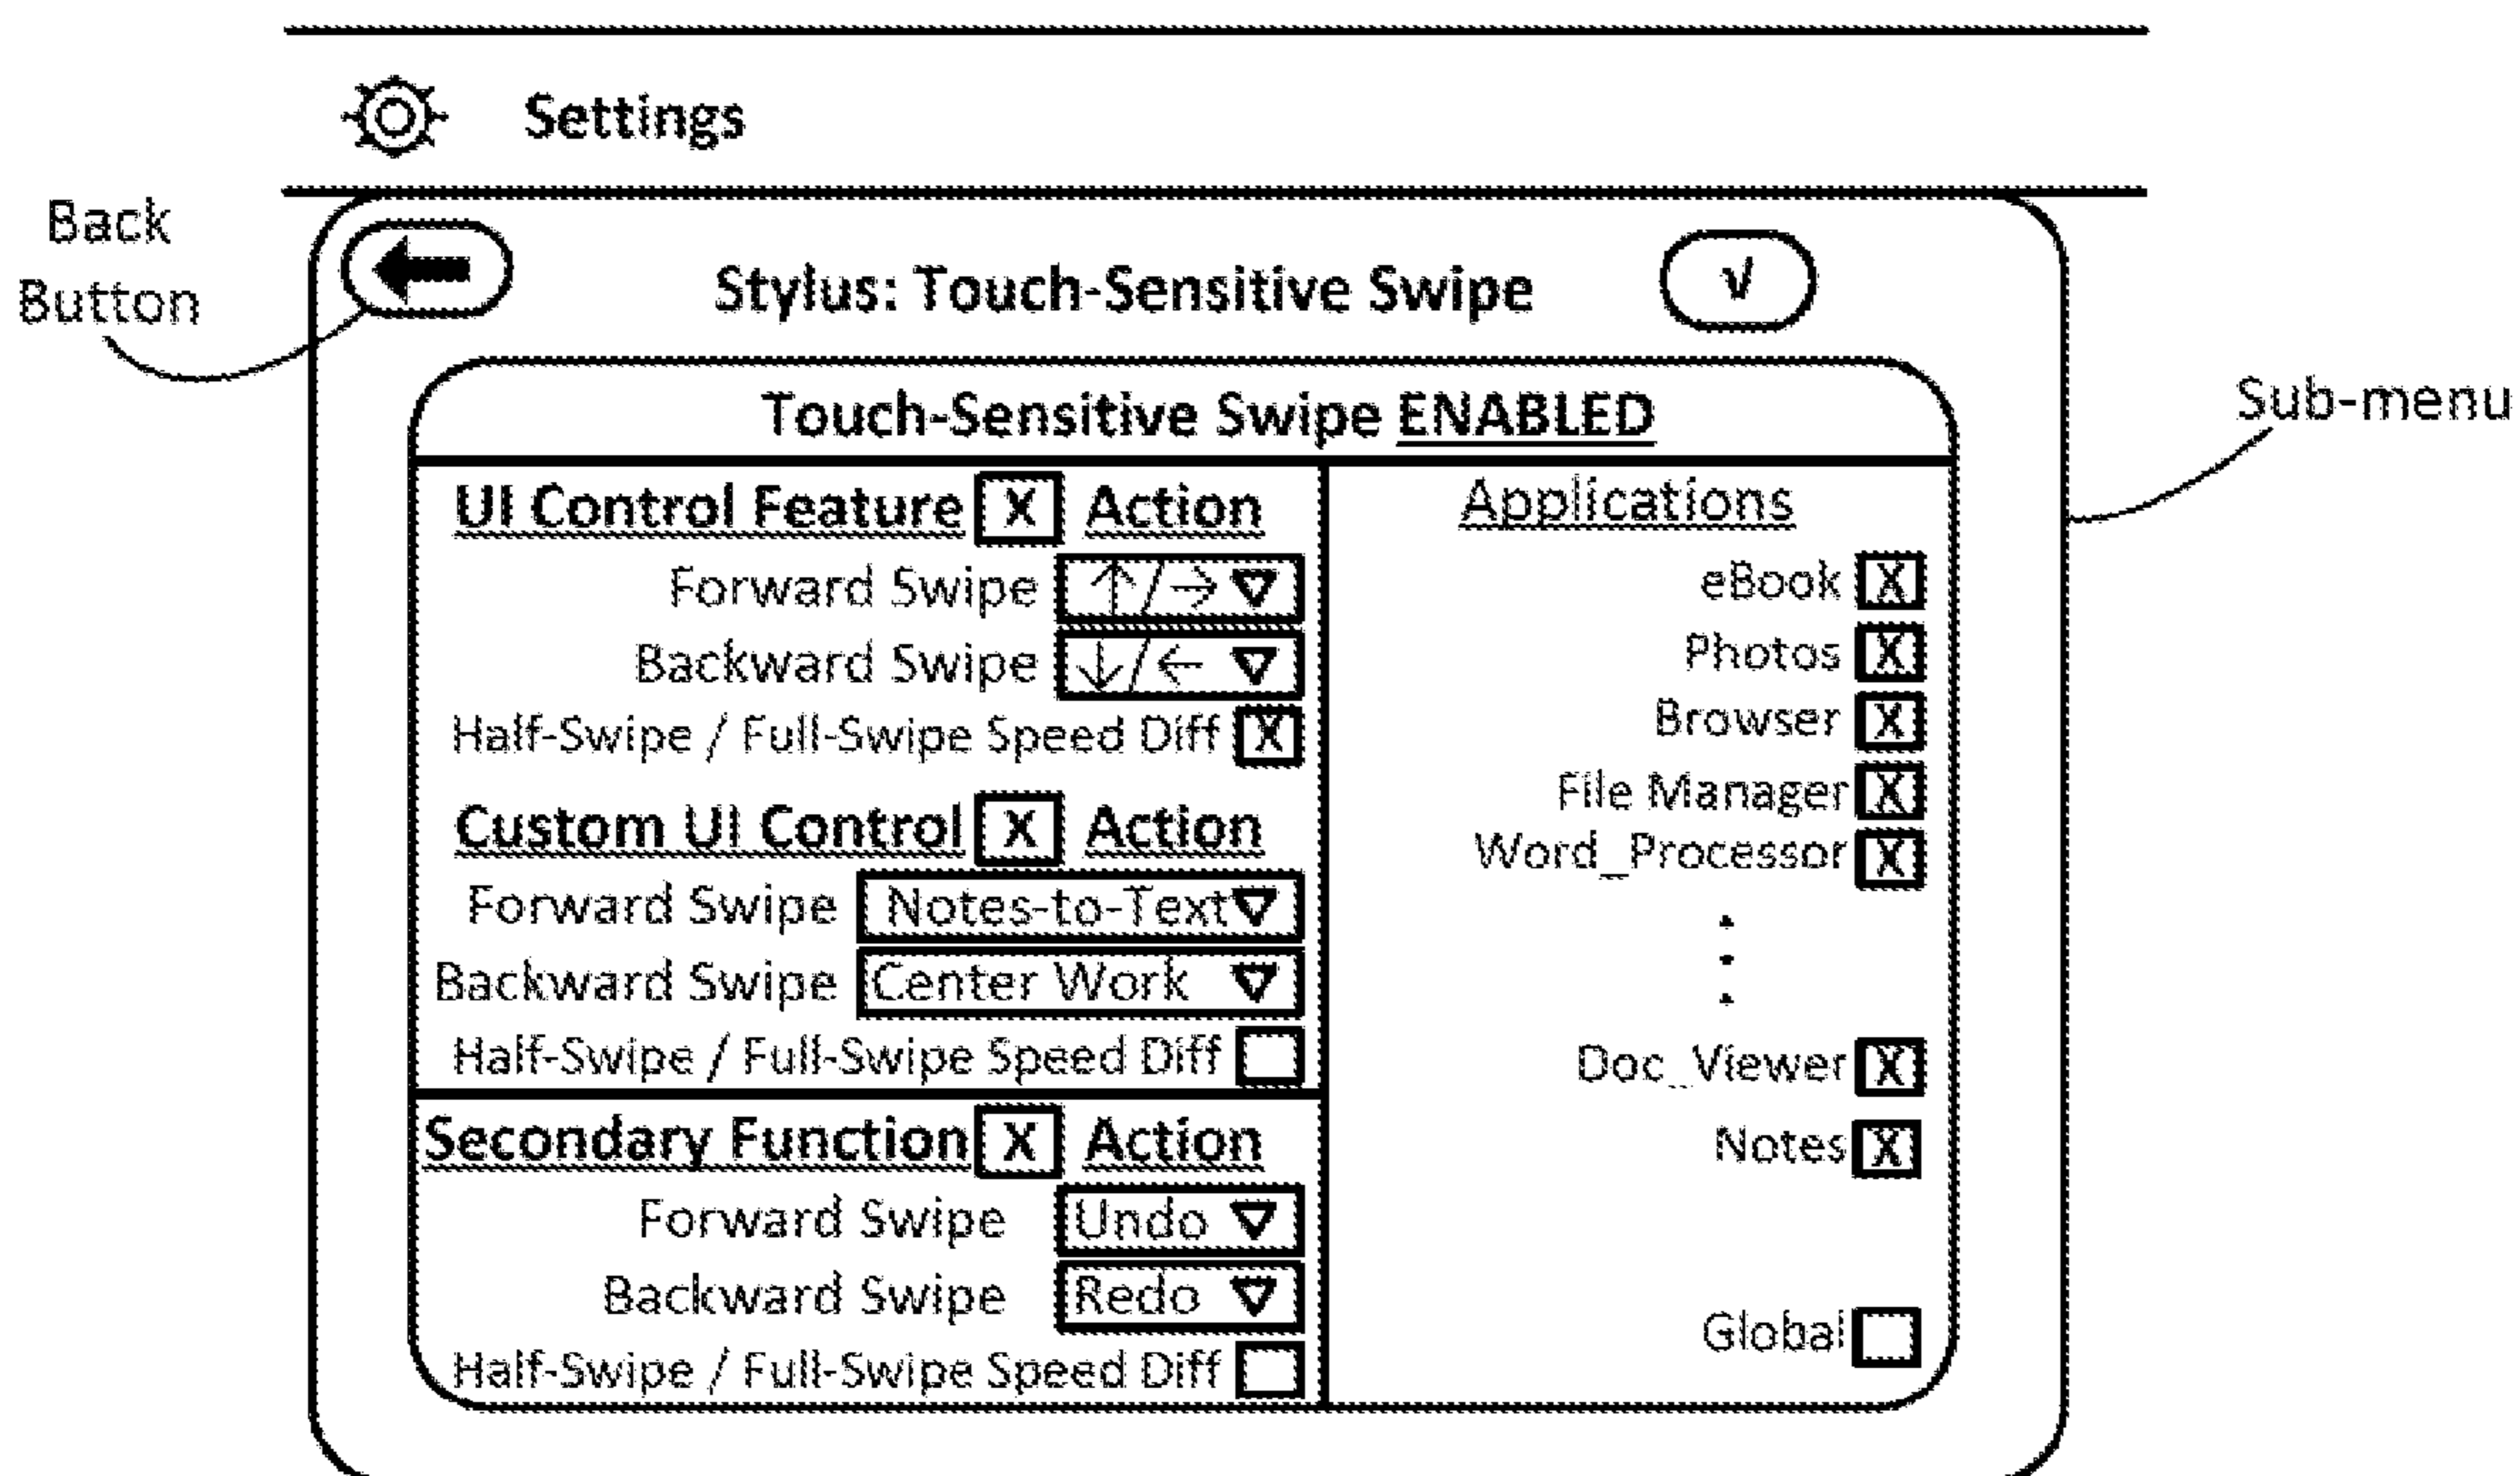 Settings
Back
Button
Stylus: Touch-Sensitive Swipe √
Sub-menu
Touch-Sensitive Swipe ENABLED
UI Control Feature X Action
Forward Swipe ↑/→
Backward Swipe ↓/←
Half-Swipe / Full-Swipe Speed Diff X
Custom UI Control X Action
Forward Swipe Notes-to-Text
Backward Swipe Center Work
Half-Swipe / Full-Swipe Speed Diff
Secondary Function X Action
Forward Swipe Undo
Backward Swipe Redo
Half-Swipe / Full-Swipe Speed Diff
Applications
eBook X
Photos X
Browser X
File Manager X
Word_Processor X
Doc_Viewer X
Notes X
Global